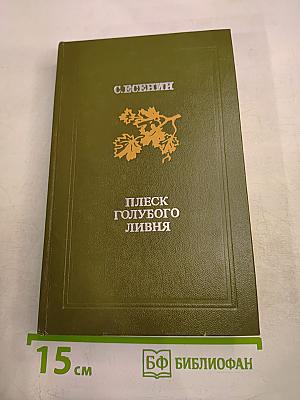 С. ЕСЕНИН
ПЛЕСК
ГОЛУБОГО
ЛИВНЯ
15 см
БФ БИБЛИОФАН